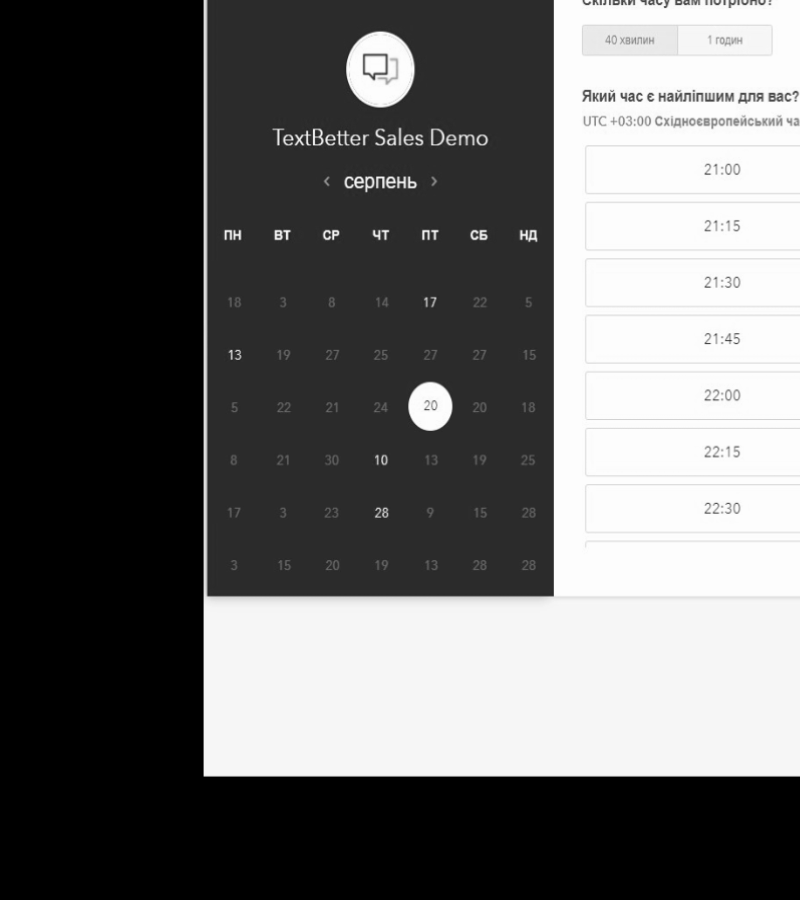 TextBetter Sales Demo
‹ серпень ›
ПН ВТ СР ЧТ ПТ СБ НД
18 3 8 14 17 22 5
13 19 27 25 27 27 15
5 22 21 24 20 20 18
8 21 30 10 13 19 25
17 3 23 28 9 15 28
3 15 20 19 13 28 28
Скільки часу вам потрібно?
40 хвилин 1 годин
Який час є найліпшим для вас?
UTC +03:00 Східноєвропейський ча
21:00
21:15
21:30
21:45
22:00
22:15
22:30